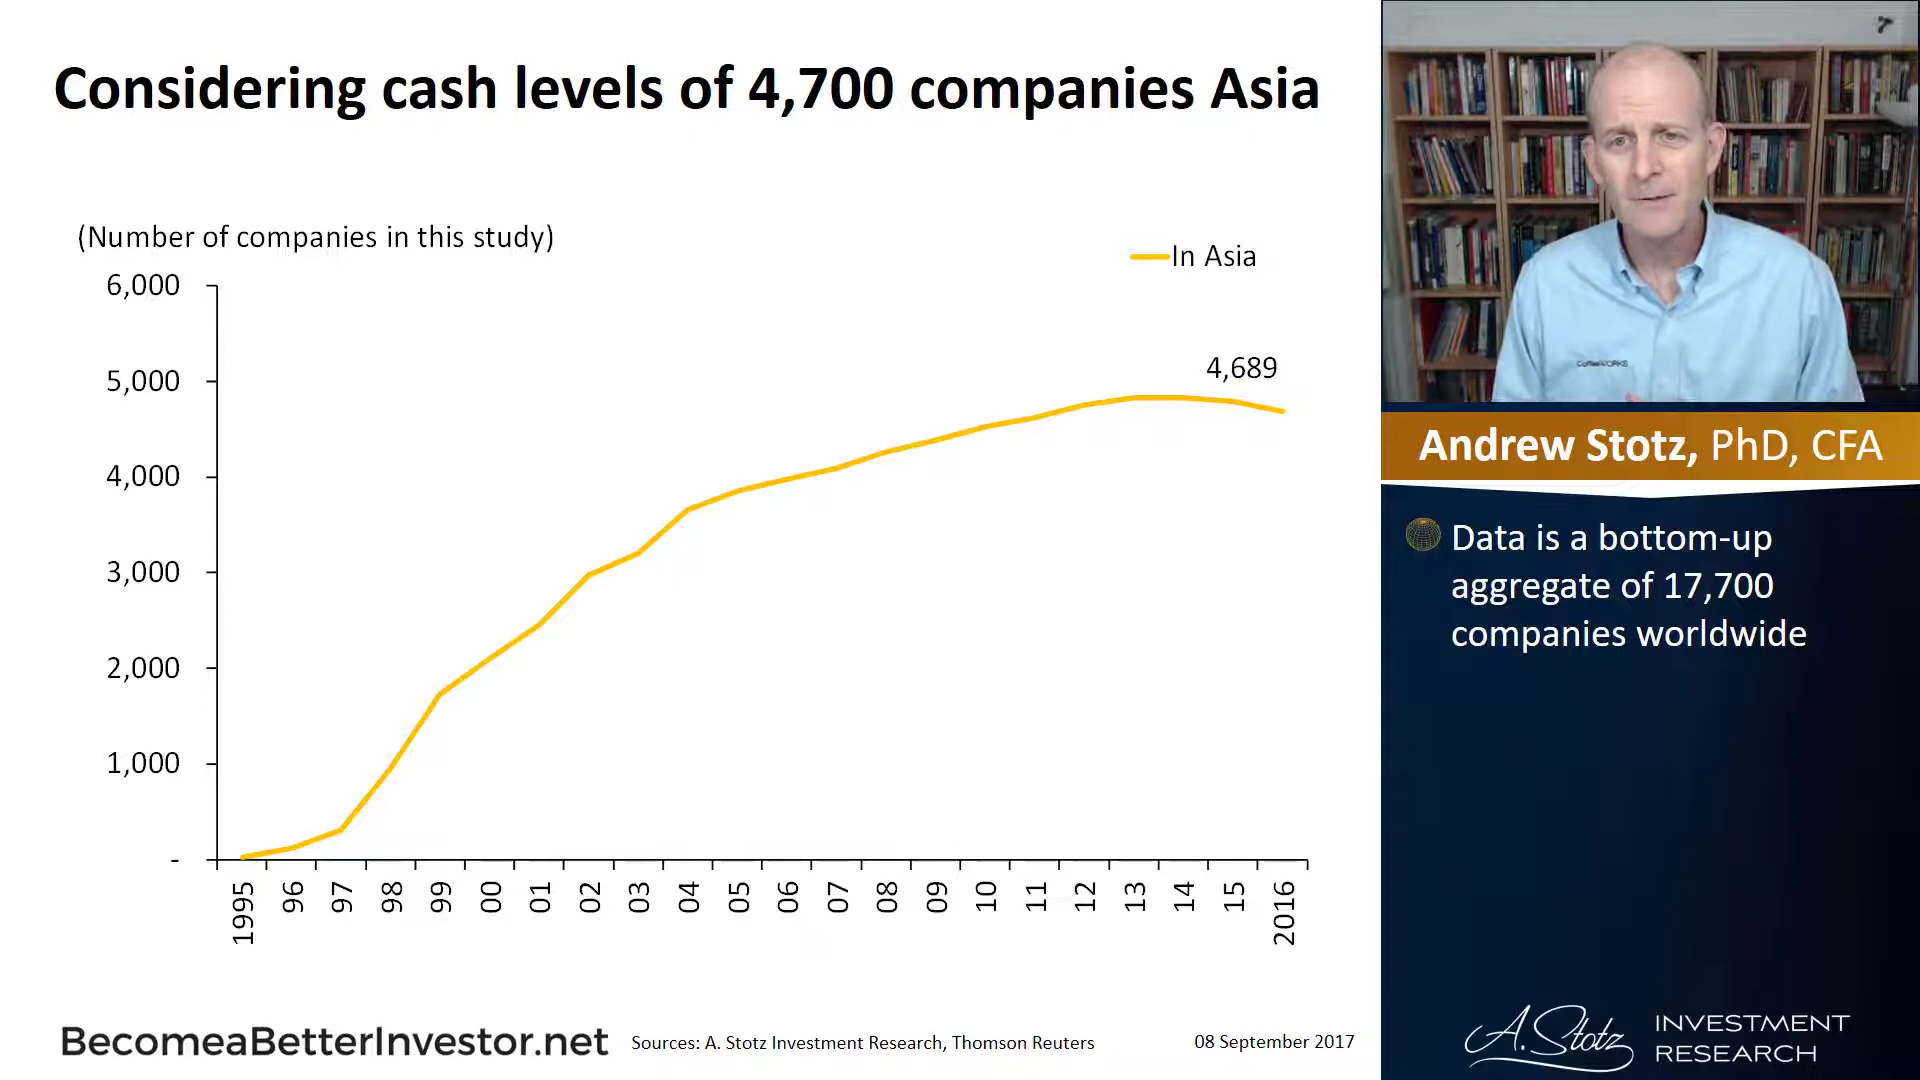 Considering cash levels of 4,700 companies Asia
(Number of companies in this study)
In Asia
6,000
5,000
4,000
3,000
2,000
1,000
-
4,689
1995
96
97
98
99
00
01
02
03
04
05
06
07
08
09
10
11
12
13
14
15
2016
BecomeaBetterInvestor.net
Sources: A. Stotz Investment Research, Thomson Reuters
08 September 2017
CoffeeWORKS
Andrew Stotz, PhD, CFA
Data is a bottom-up
aggregate of 17,700
companies worldwide
A. Stotz
INVESTMENT
RESEARCH